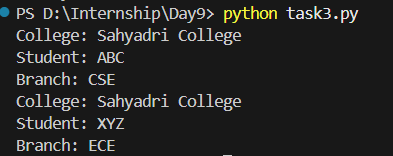 PS D:\Internship\Day9> python task3.py
College: Sahyadri College
Student: ABC
Branch: CSE
College: Sahyadri College
Student: XYZ
Branch: ECE